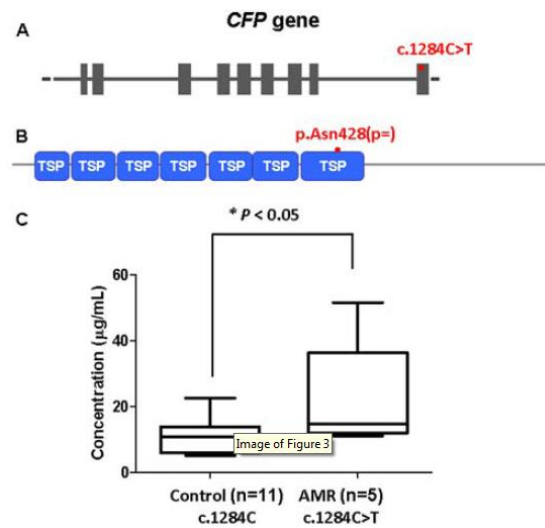 CFP gene
A
c.1284C>T
p.Asn428(p=)
B
TSP TSP TSP TSP TSP TSP TSP
C
* P < 0.05
60
40
20
0
Concentration (µg/mL)
Image of Figure 3
Control (n=11) AMR (n=5)
c.1284C c.1284C>T